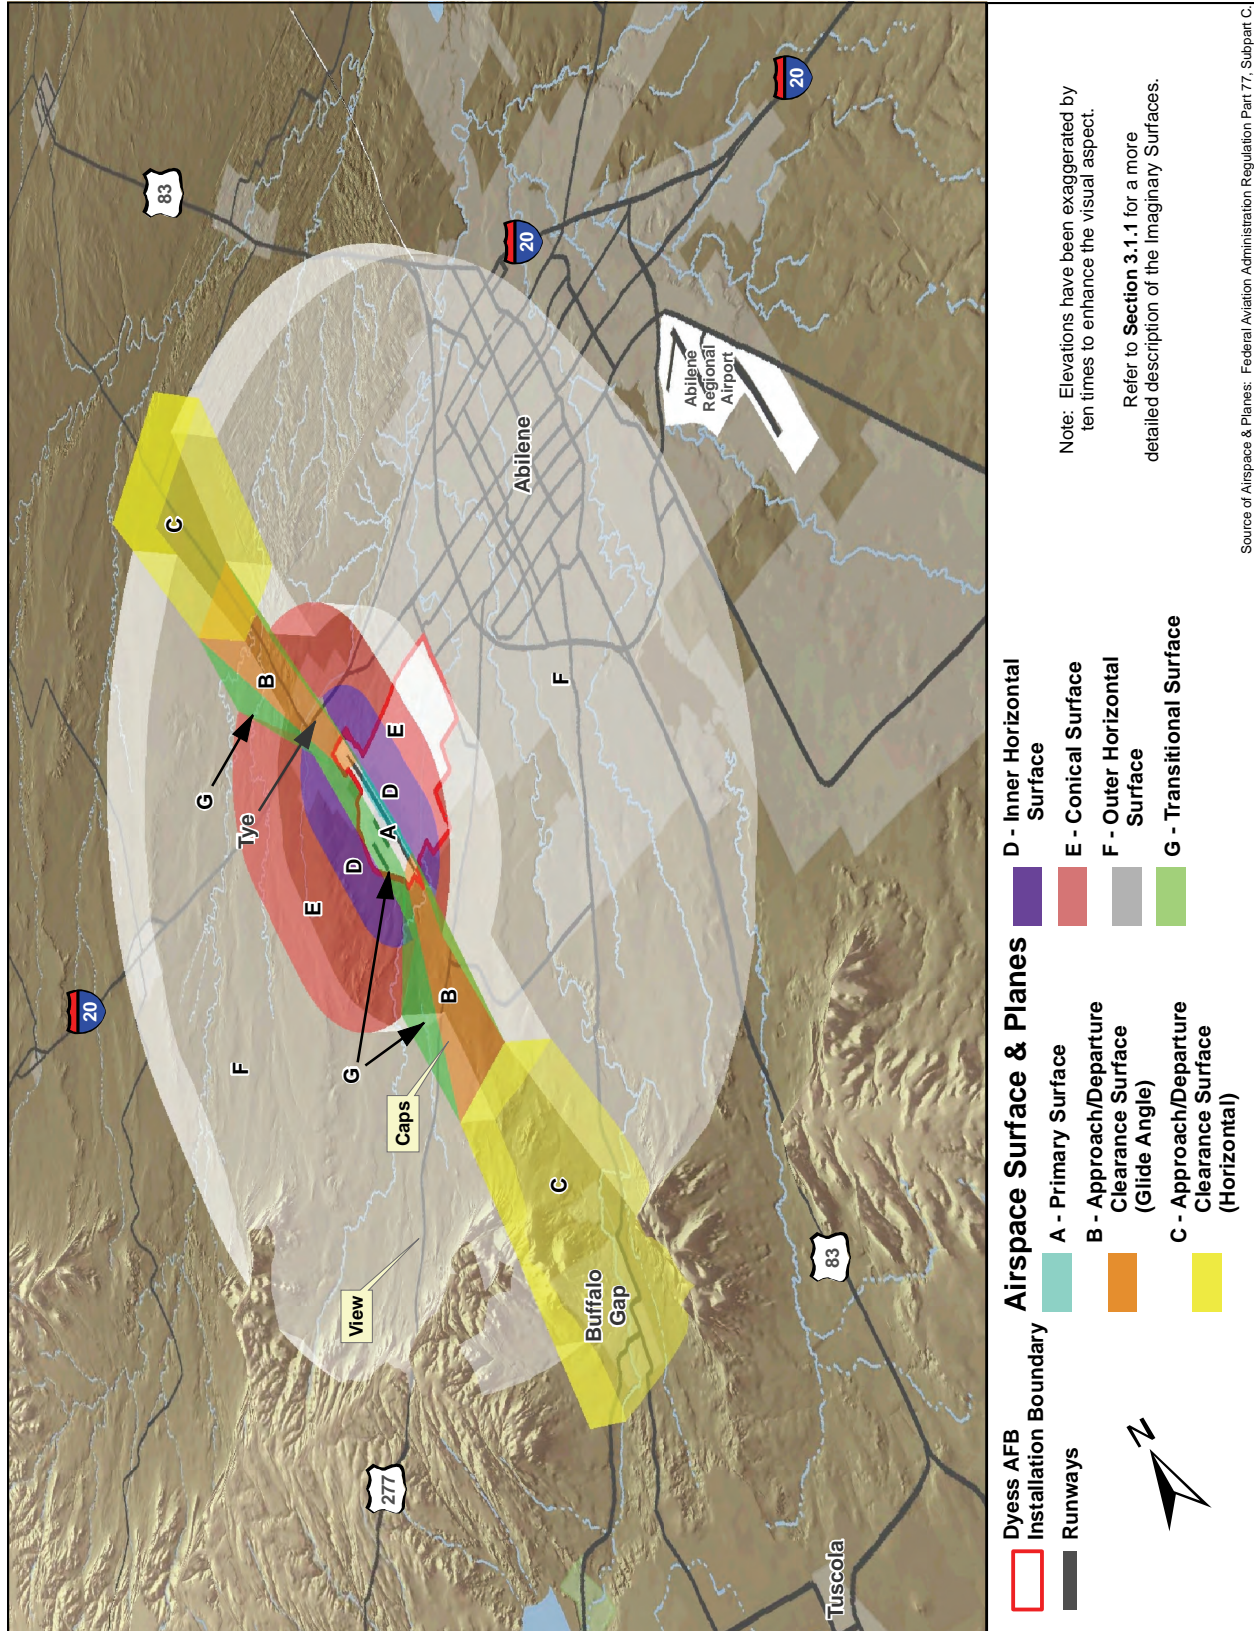 83
20
20
20
83
277
Abilene
Regional
Airport
Abilene
Tye
Caps
View
Buffalo
Gap
Tuscola
A
B
B
C
C
D
D
E
E
F
F
G
G
Dyess AFB
Installation Boundary
Runways
N
Airspace Surface & Planes
A - Primary Surface
B - Approach/Departure
Clearance Surface
(Glide Angle)
C - Approach/Departure
Clearance Surface
(Horizontal)
D - Inner Horizontal
Surface
E - Conical Surface
F - Outer Horizontal
Surface
G - Transitional Surface
Note: Elevations have been exaggerated by
ten times to enhance the visual aspect.
Refer to Section 3.1.1 for a more
detailed description of the Imaginary Surfaces.
Source of Airspace & Planes: Federal Aviation Administration Regulation Part 77, Subpart C.